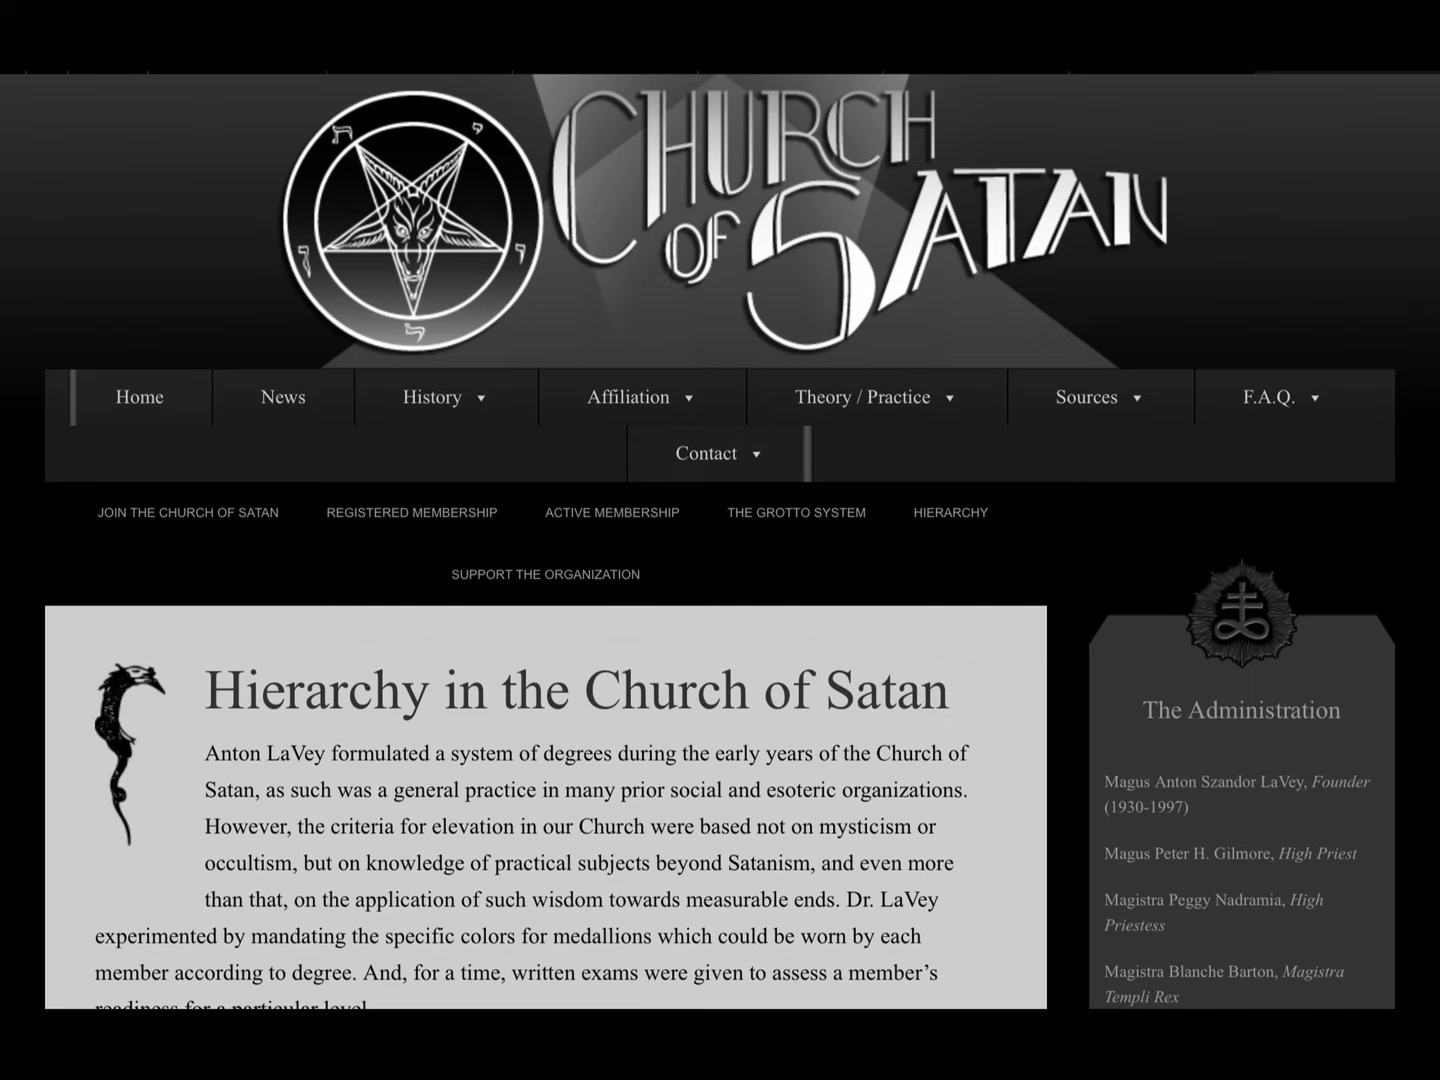 CHURCH
OF SATAN
Home
News
History
Affiliation
Theory / Practice
Sources
F.A.Q.
Contact
JOIN THE CHURCH OF SATAN
REGISTERED MEMBERSHIP
ACTIVE MEMBERSHIP
THE GROTTO SYSTEM
HIERARCHY
SUPPORT THE ORGANIZATION
Hierarchy in the Church of Satan
Anton LaVey formulated a system of degrees during the early years of the Church of
Satan, as such was a general practice in many prior social and esoteric organizations.
However, the criteria for elevation in our Church were based not on mysticism or
occultism, but on knowledge of practical subjects beyond Satanism, and even more
than that, on the application of such wisdom towards measurable ends. Dr. LaVey
experimented by mandating the specific colors for medallions which could be worn by each
member according to degree. And, for a time, written exams were given to assess a member’s
readiness for a particular level.
The Administration
Magus Anton Szandor LaVey, Founder
(1930-1997)
Magus Peter H. Gilmore, High Priest
Magistra Peggy Nadramia, High
Priestess
Magistra Blanche Barton, Magistra
Templi Rex